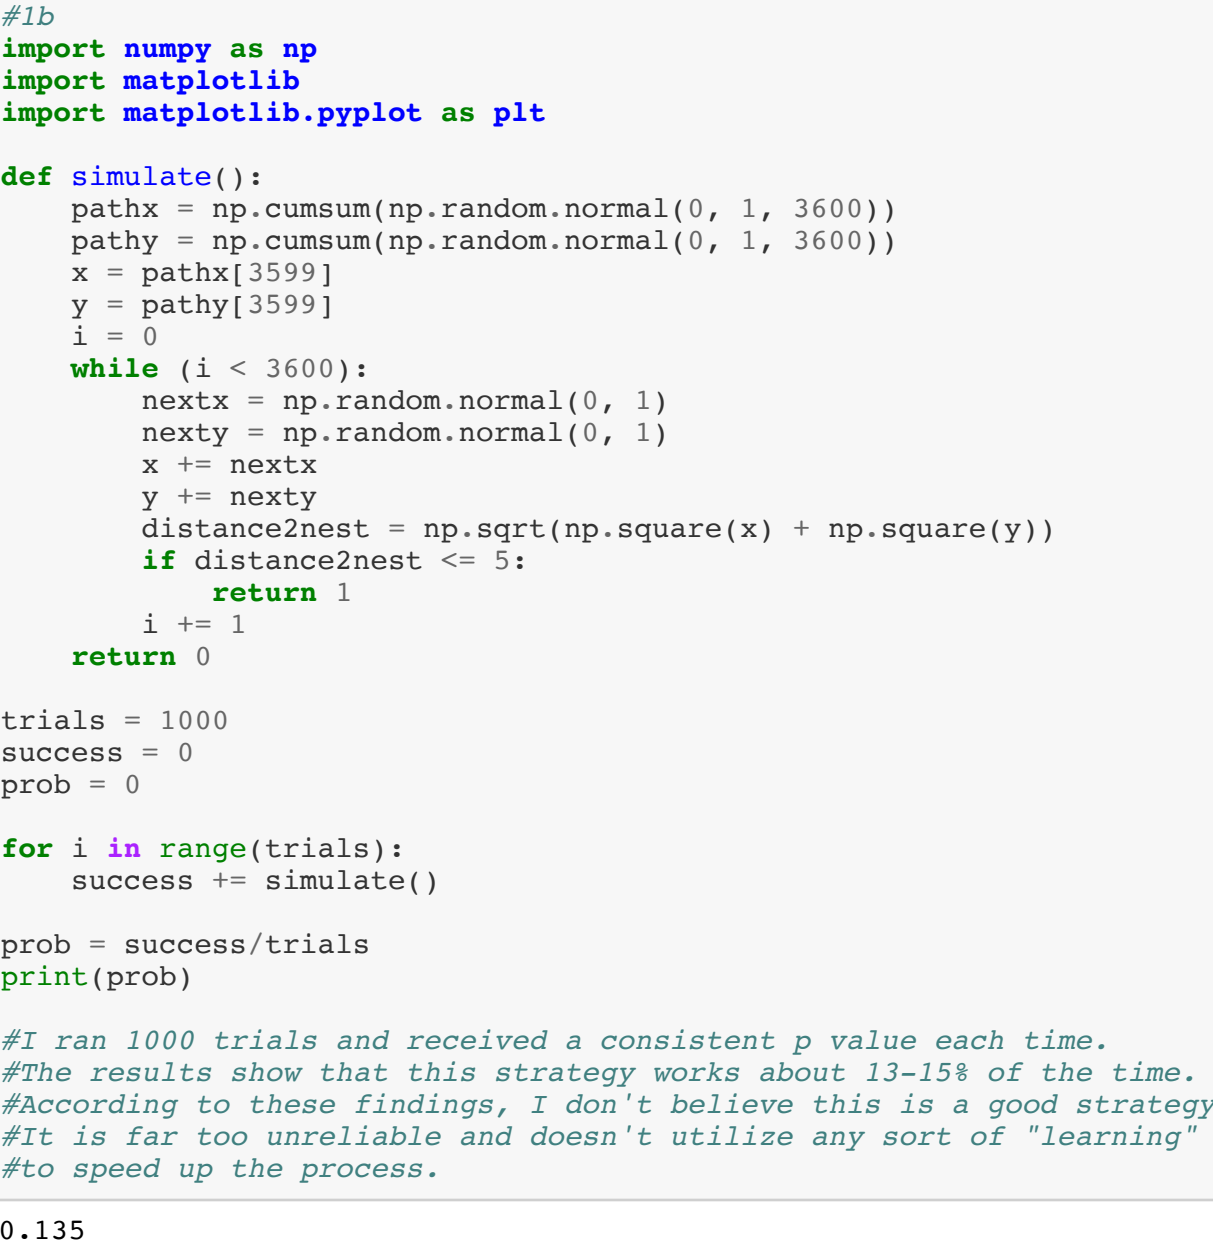 #1b
import numpy as np
import matplotlib
import matplotlib.pyplot as plt
def simulate():
    pathx = np.cumsum(np.random.normal(0, 1, 3600))
    pathy = np.cumsum(np.random.normal(0, 1, 3600))
    x = pathx[3599]
    y = pathy[3599]
    i = 0
    while (i < 3600):
        nextx = np.random.normal(0, 1)
        nexty = np.random.normal(0, 1)
        x += nextx
        y += nexty
        distance2nest = np.sqrt(np.square(x) + np.square(y))
        if distance2nest <= 5:
            return 1
        i += 1
    return 0
trials = 1000
success = 0
prob = 0
for i in range(trials):
    success += simulate()
prob = success/trials
print(prob)
#I ran 1000 trials and received a consistent p value each time.
#The results show that this strategy works about 13-15% of the time.
#According to these findings, I don't believe this is a good strategy
#It is far too unreliable and doesn't utilize any sort of "learning"
#to speed up the process.
0.135